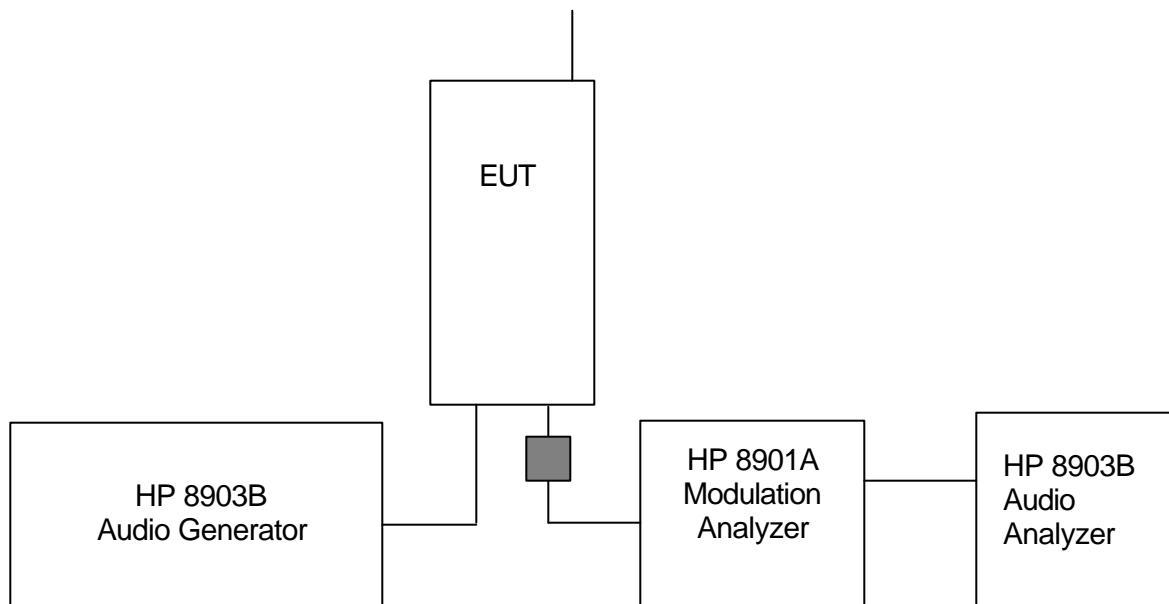 EUT
HP 8903B
Audio Generator
HP 8901A
Modulation
Analyzer
HP 8903B
Audio
Analyzer